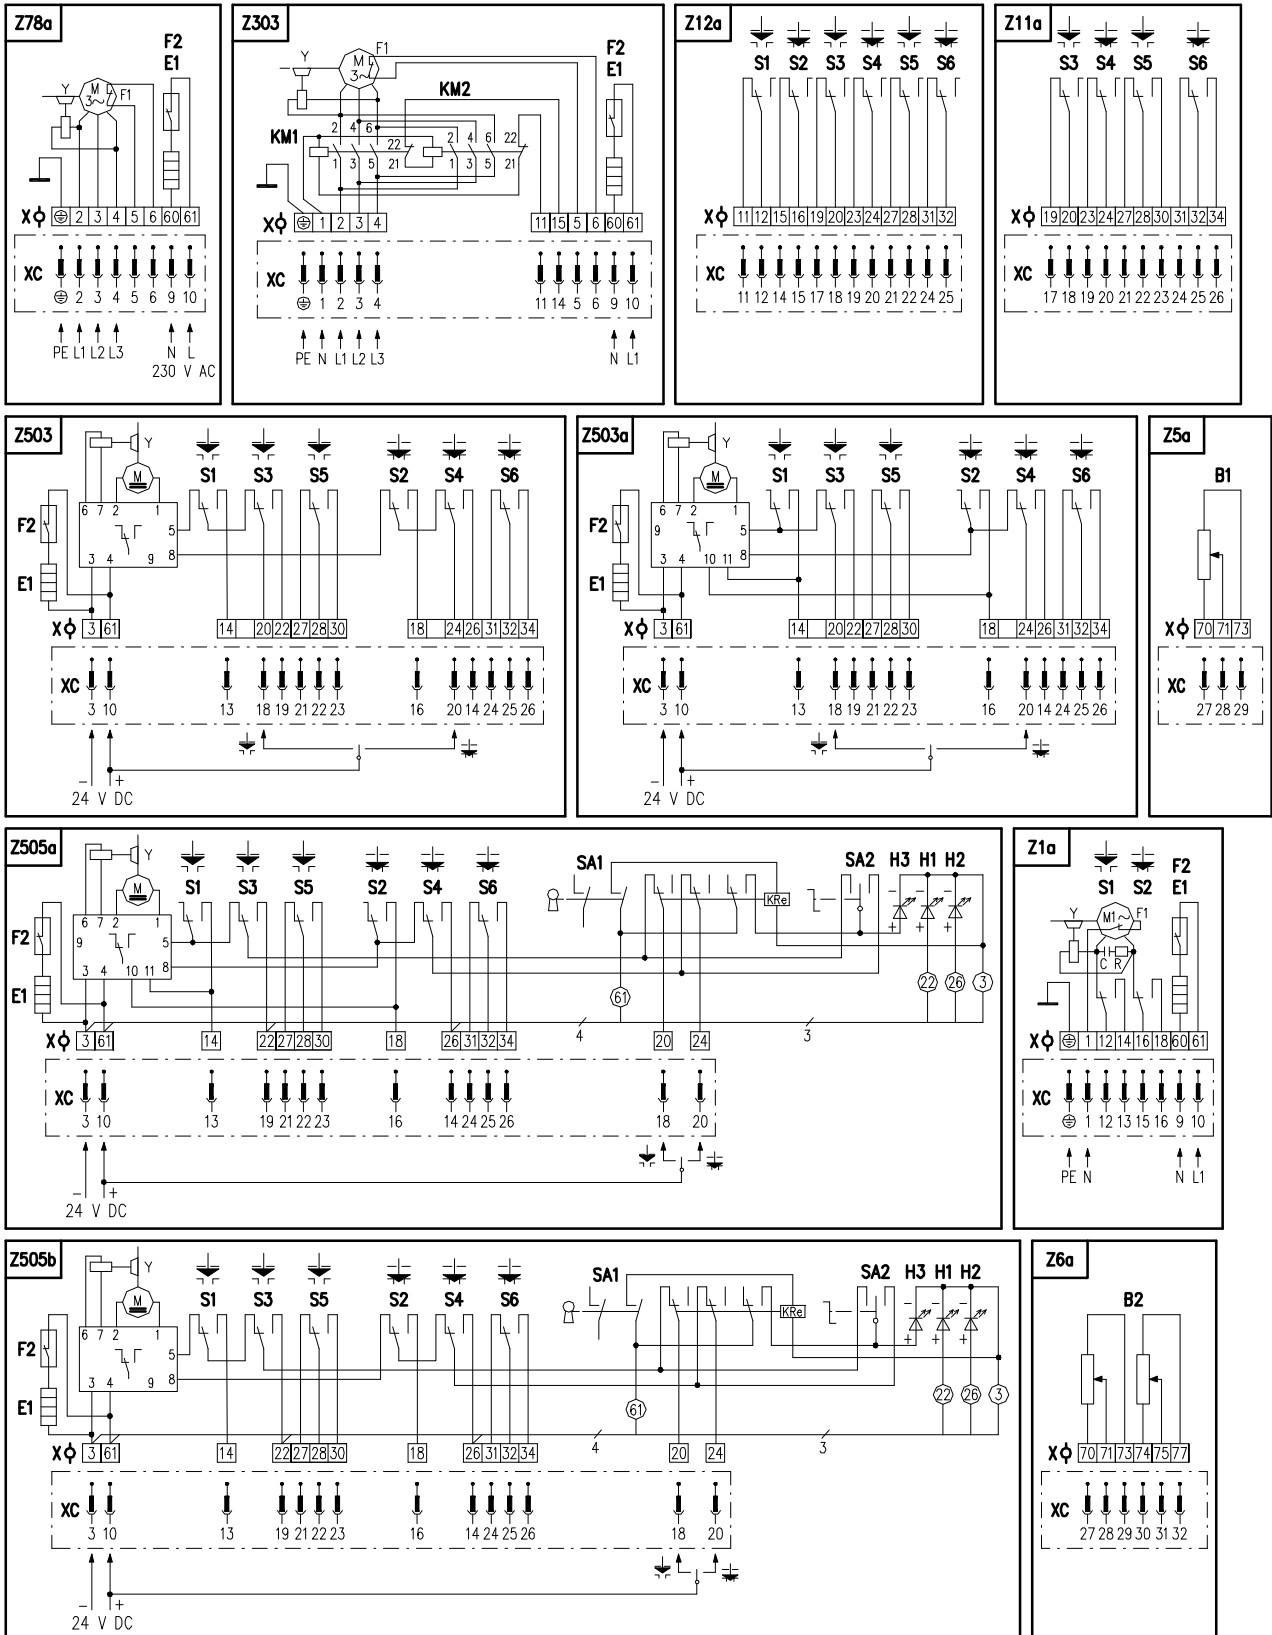 Z78a
F2
E1
Y
M
3~
F1
X
2 3 4 5 6 60 61
XC
2 3 4 5 6 9 10
PE L1 L2 L3 N L
230 V AC
Z303
Y
M
3~
F1
F2
E1
KM2
KM1
2 4 6
22
21
2 4 6
22
21
1 3 5
1 3 5
X
1 2 3 4 11 15 5 6 60 61
XC
1 2 3 4 11 14 5 6 9 10
PE N L1 L2 L3 N L1
Z12a
S1 S2 S3 S4 S5 S6
X
11 12 15 16 19 20 23 24 27 28 31 32
XC
11 12 14 15 17 18 19 20 21 22 24 25
Z11a
S3 S4 S5 S6
X
19 20 23 24 27 28 30 31 32 34
XC
17 18 19 20 21 22 23 24 25 26
Z503
Y
M
S1 S3 S5 S2 S4 S6
F2
6 7 2 1
5
8
3 4 9
E1
X
3 61 14 20 22 27 28 30 18 24 26 31 32 34
XC
3 10 13 18 19 21 22 23 16 20 14 24 25 26
- +
24 V DC
Z503a
Y
M
S1 S3 S5 S2 S4 S6
F2
6 7 2 1
9 5
8
3 4 10 11
E1
X
3 61 14 20 22 27 28 30 18 24 26 31 32 34
XC
3 10 13 18 19 21 22 23 16 20 14 24 25 26
- +
24 V DC
Z5a
B1
X
70 71 73
XC
27 28 29
Z505a
Y
M
S1 S3 S5 S2 S4 S6
SA1
KRe
SA2 H3 H1 H2
- +
F2
6 7 2 1
9 5
8
3 4 10 11
E1
61
22 26 3
4
3
X
3 61 14 22 27 28 30 18 26 31 32 34 20 24
XC
3 10 13 19 21 22 23 16 14 24 25 26 18 20
- +
24 V DC
Z1a
S1 S2
F2
E1
Y
M1~
F1
C R
X
1 12 14 16 18 60 61
XC
1 12 13 15 16 9 10
PE N N L1
Z505b
Y
M
S1 S3 S5 S2 S4 S6
SA1
KRe
SA2 H3 H1 H2
- +
F2
6 7 2 1
5
8
3 4 9
E1
61
22 26 3
4
3
X
3 61 14 22 27 28 30 18 26 31 32 34 20 24
XC
3 10 13 19 21 22 23 16 14 24 25 26 18 20
- +
24 V DC
Z6a
B2
X
70 71 73 74 75 77
XC
27 28 29 30 31 32